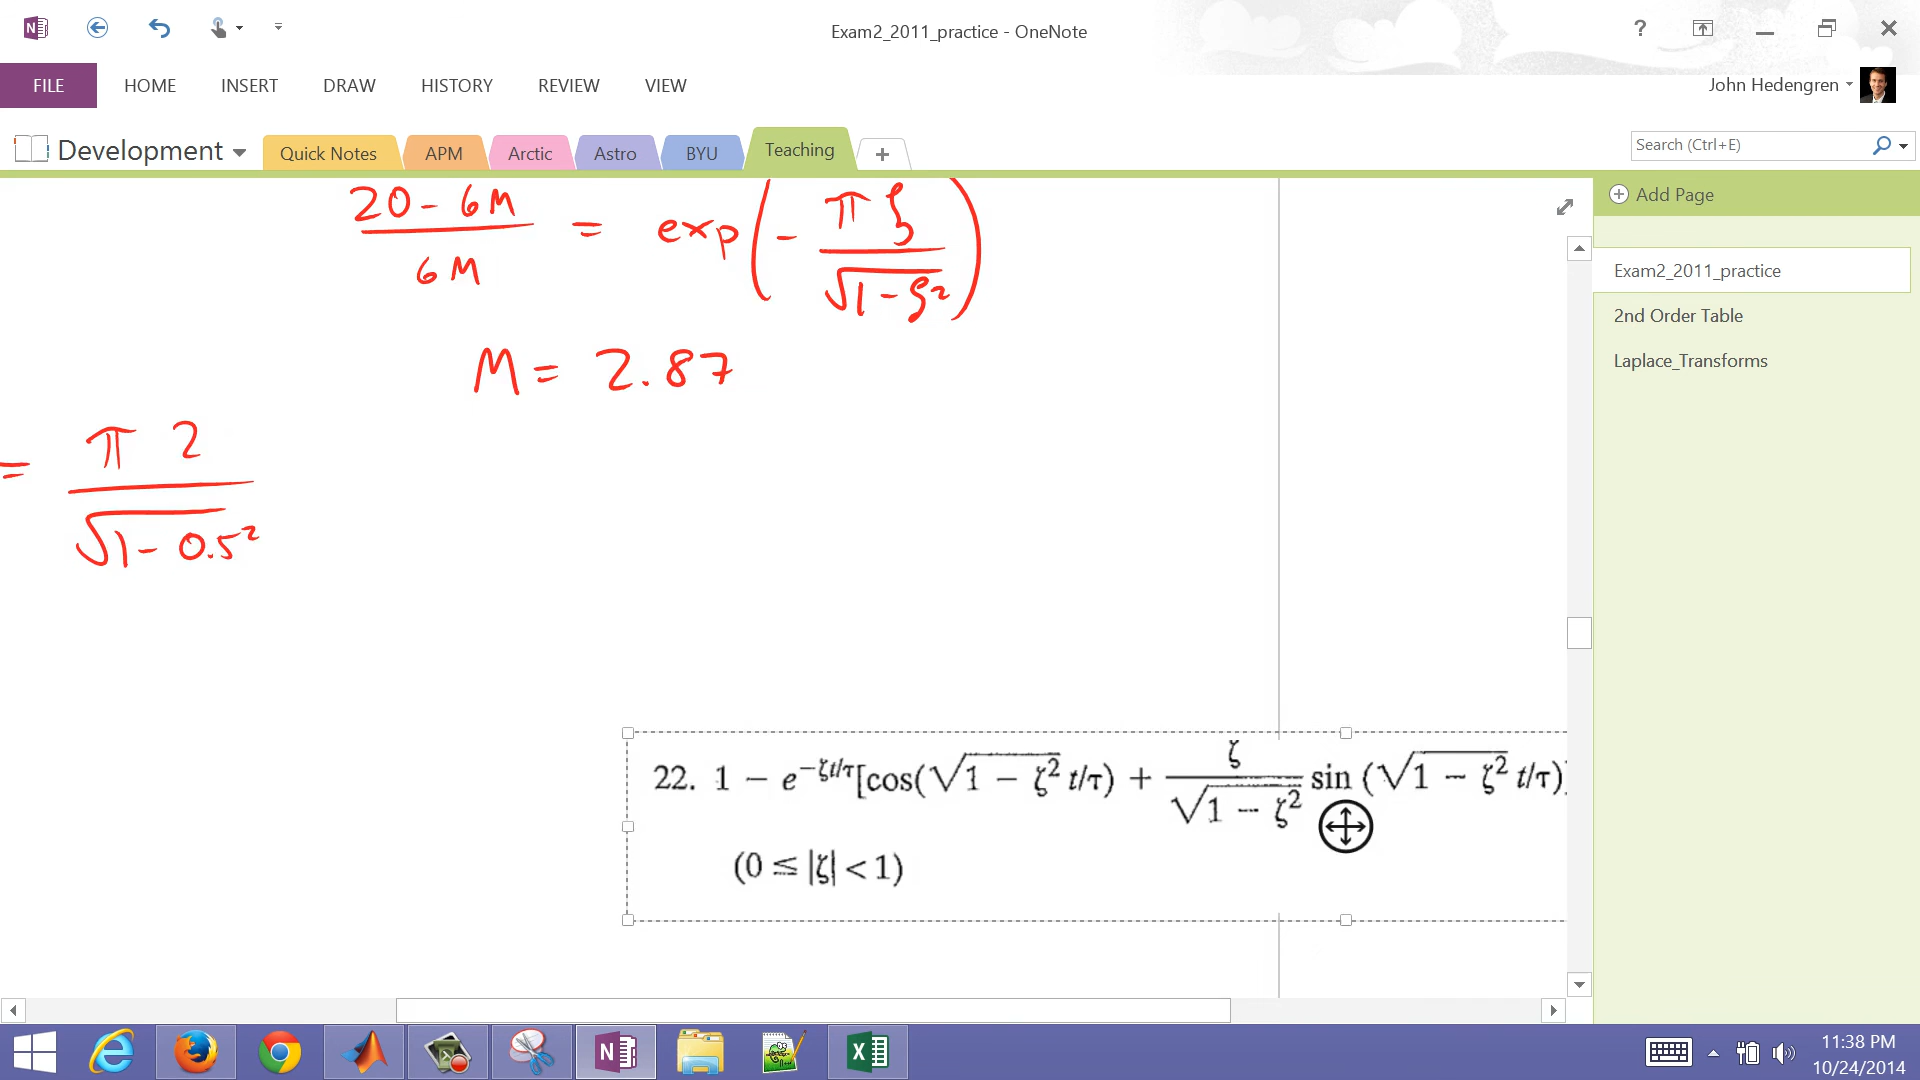 Exam2_2011_practice - OneNote
?
FILE HOME INSERT DRAW HISTORY REVIEW VIEW
John Hedengren
Development Quick Notes APM Arctic Astro BYU Teaching +
Search (Ctrl+E)
Add Page
Exam2_2011_practice
2nd Order Table
Laplace_Transforms
(20 - 6M)/(6M) = exp(- πζ/√(1-ζ²))
M = 2.87
= π 2/√(1 - 0.5²)
22. 1 − e^(−ζt/τ)[cos(√(1 − ζ²) t/τ) + ζ/√(1 − ζ²) sin (√(1 − ζ²) t/τ)]
(0 ≤ |ζ| < 1)
11:38 PM
10/24/2014